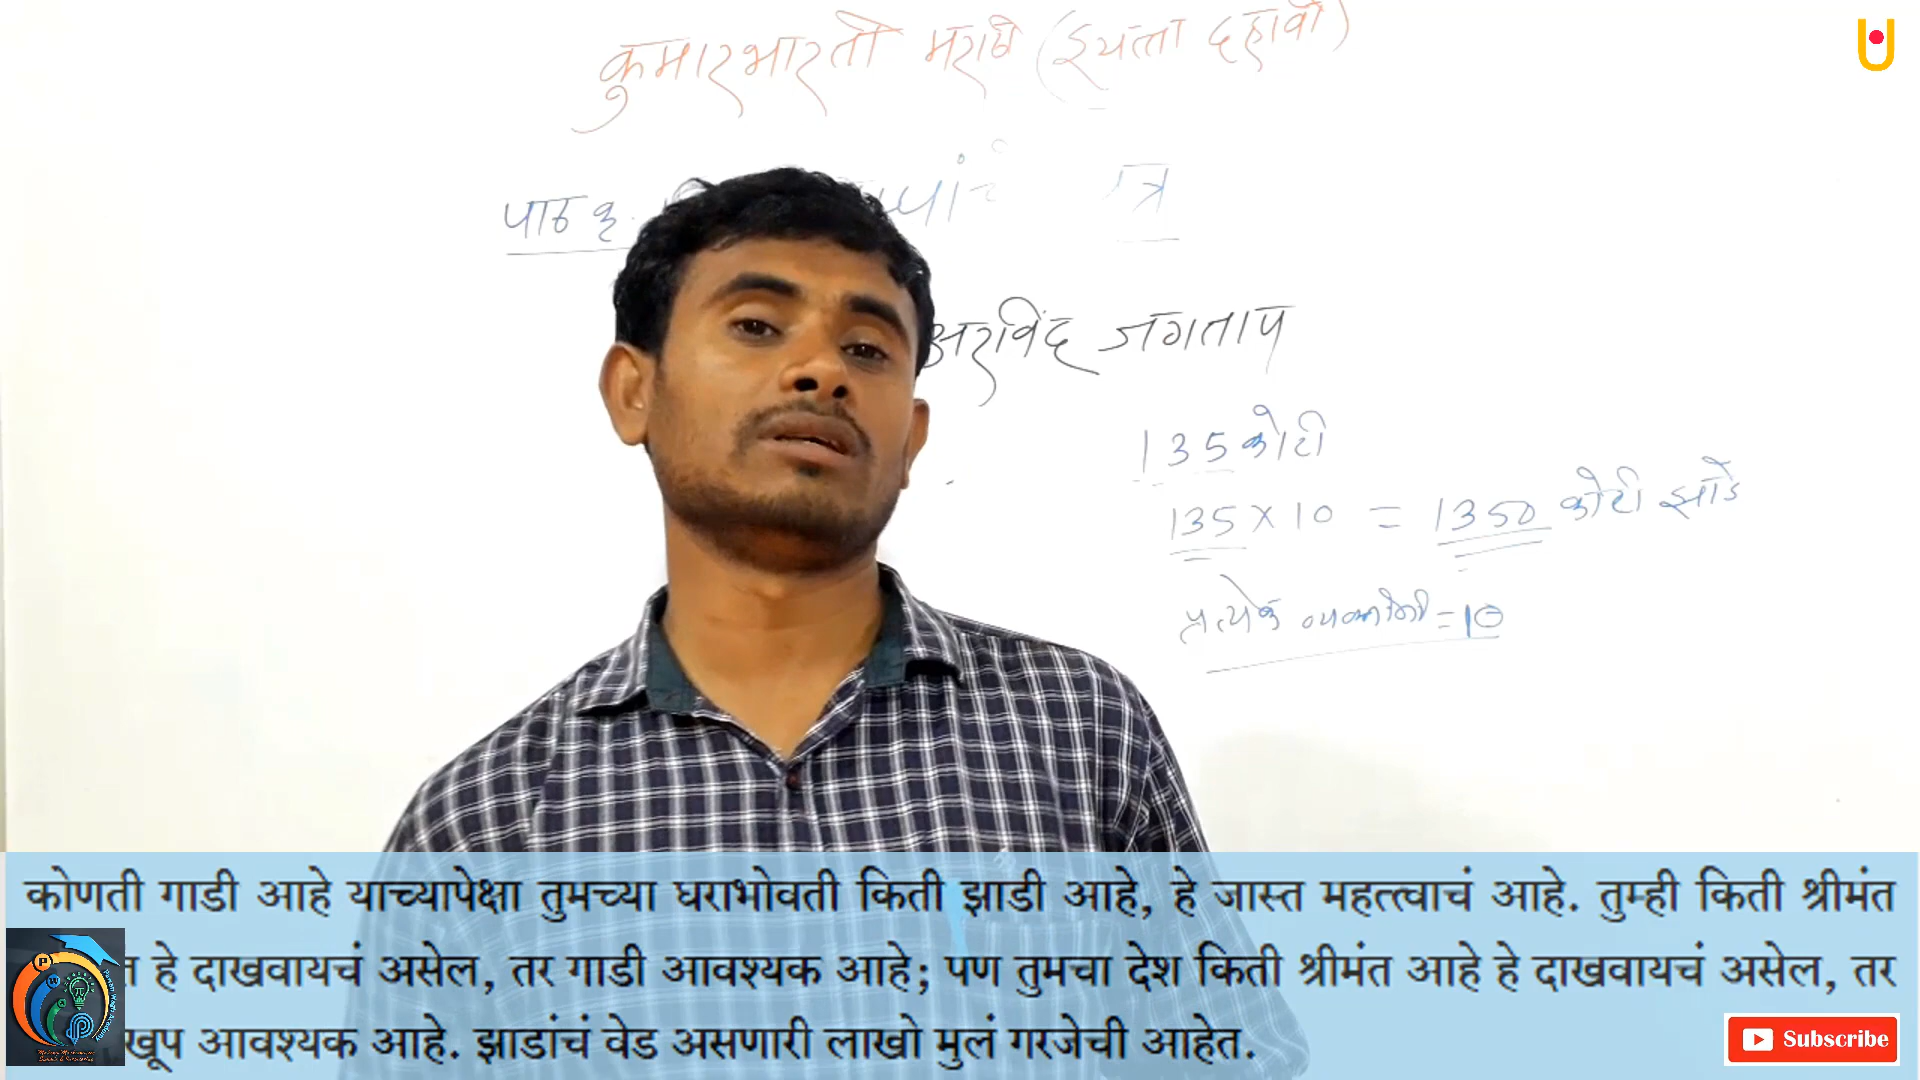 कुमारभारती मराठी (इयत्ता दहावी)
पाठ क्र.
अरविंद जगताप
135 कोटी
135 × 10 = 1350 कोटी झाडे
प्रत्येक व्यक्तीनी = 10
कोणती गाडी आहे याच्यापेक्षा तुमच्या घराभोवती किती झाडी आहे, हे जास्त महत्त्वाचं आहे. तुम्ही किती श्रीमंत
हे दाखवायचं असेल, तर गाडी आवश्यक आहे; पण तुमचा देश किती श्रीमंत आहे हे दाखवायचं असेल, तर
खूप आवश्यक आहे. झाडांचं वेड असणारी लाखो मुलं गरजेची आहेत.
Subscribe